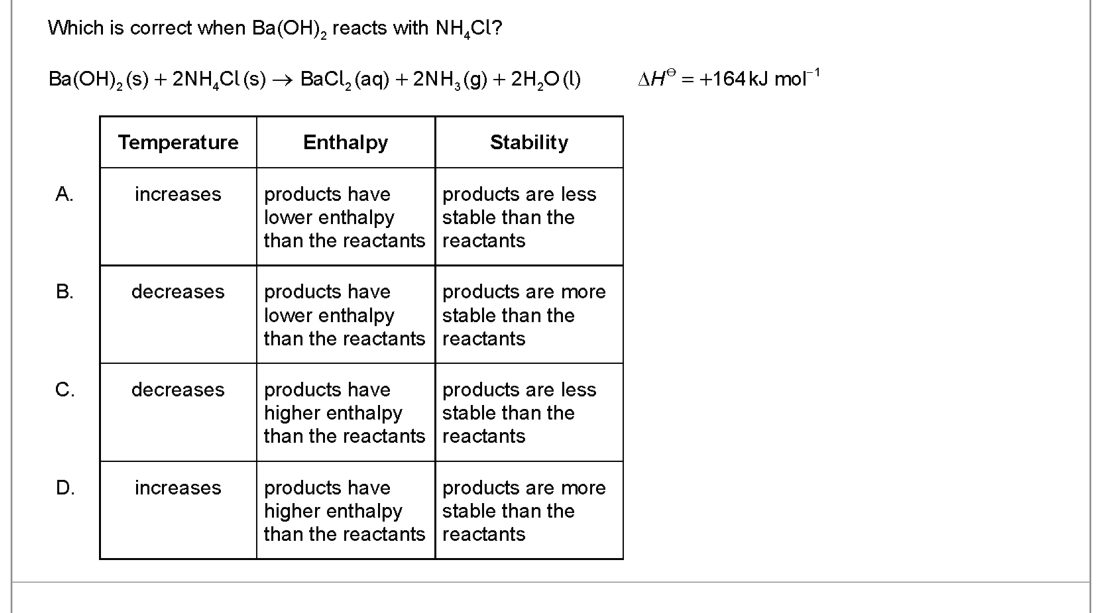 Which is correct when Ba(OH)₂ reacts with NH₄Cl?
Ba(OH)₂ (s) + 2NH₄Cl (s) → BaCl₂ (aq) + 2NH₃ (g) + 2H₂O (l) ΔH⊖ = +164 kJ mol⁻¹
Temperature Enthalpy Stability
A. increases products have lower enthalpy than the reactants products are less stable than the reactants
B. decreases products have lower enthalpy than the reactants products are more stable than the reactants
C. decreases products have higher enthalpy than the reactants products are less stable than the reactants
D. increases products have higher enthalpy than the reactants products are more stable than the reactants